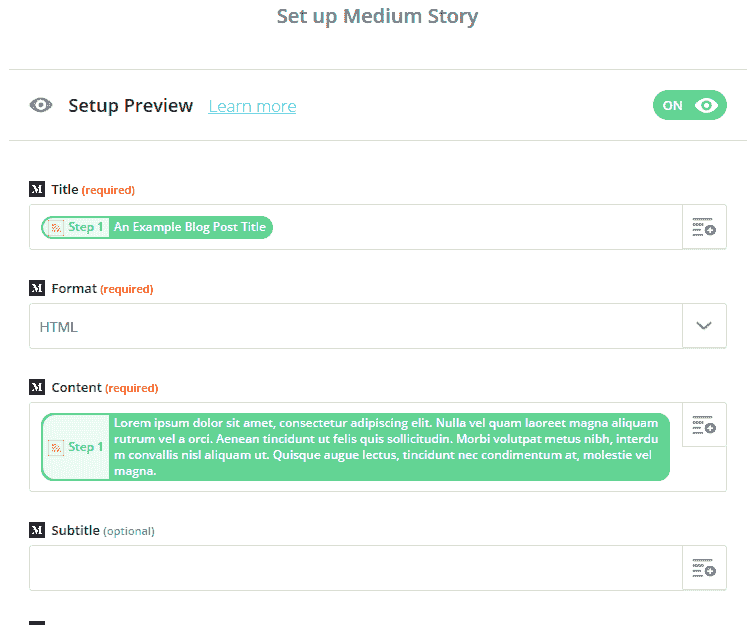 Set up Medium Story
Setup Preview Learn more ON
M Title (required)
Step 1 An Example Blog Post Title
M Format (required)
HTML
M Content (required)
Lorem ipsum dolor sit amet, consectetur adipiscing elit. Nulla vel quam laoreet magna aliquam
rutrum vel a orci. Aenean tincidunt ut felis quis sollicitudin. Morbi volutpat metus nibh, interdu
Step 1 m convallis nisl aliquam ut. Quisque augue lectus, tincidunt nec condimentum at, molestie vel
magna.
M Subtitle (optional)